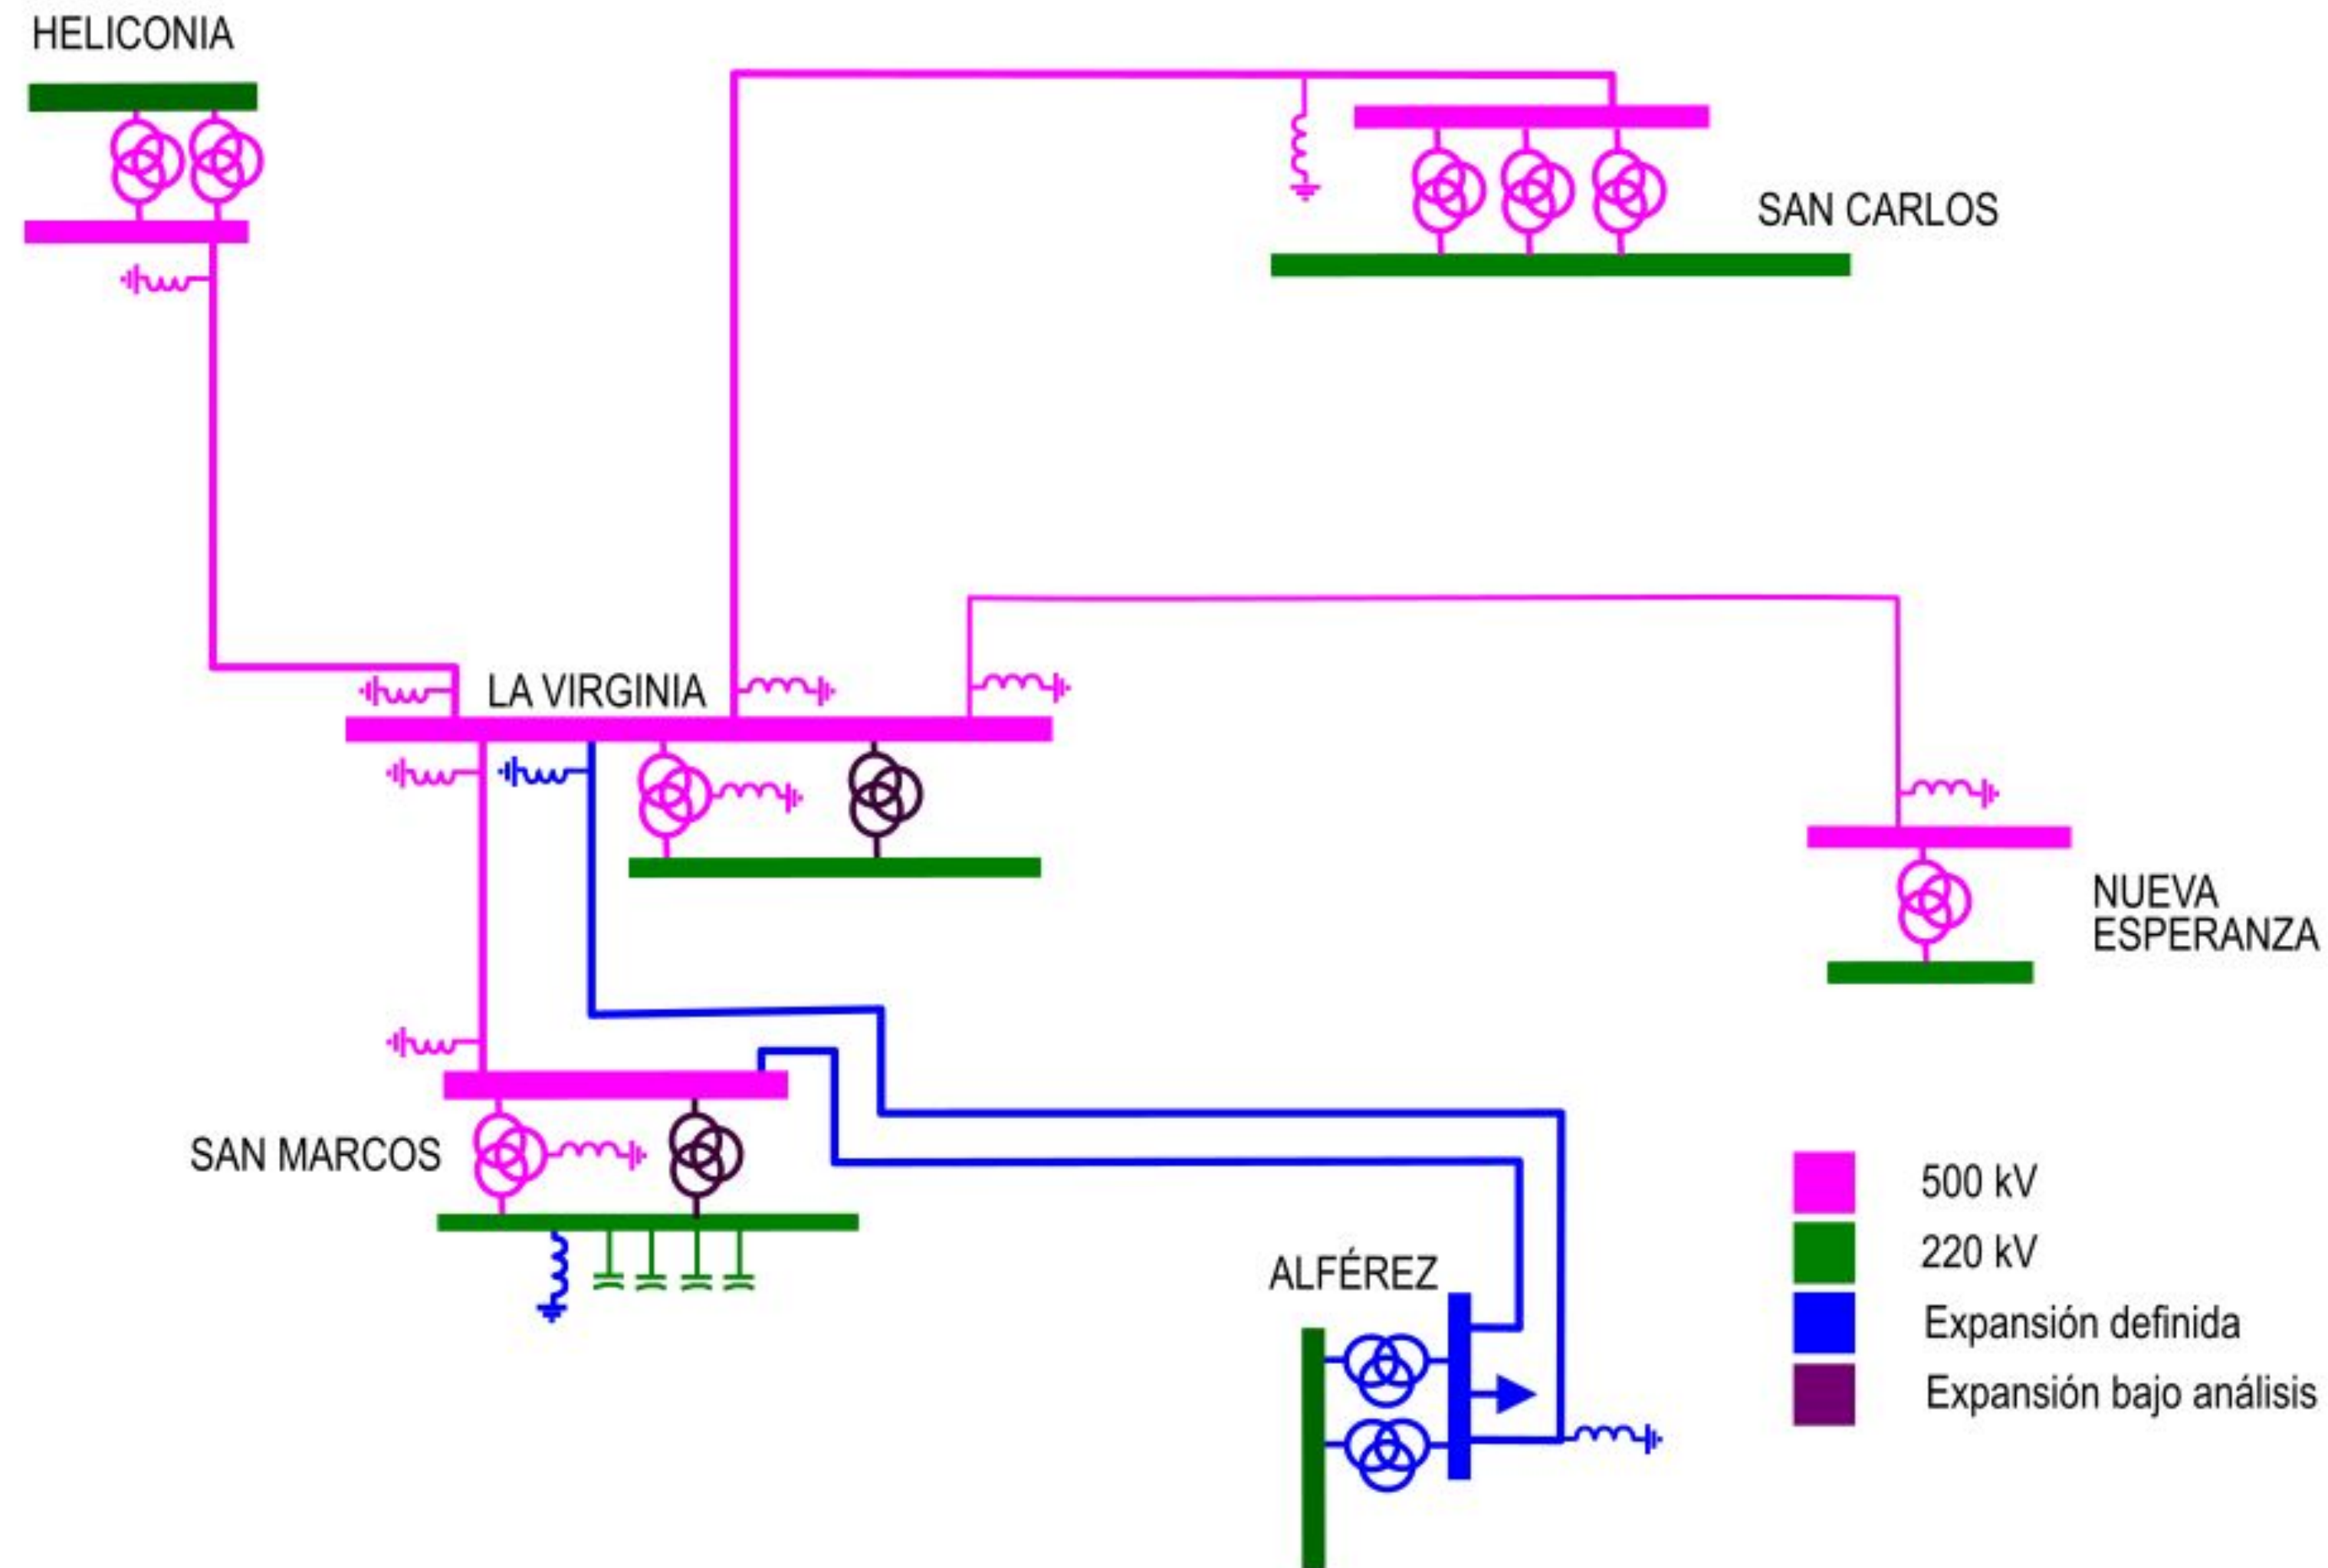 HELICONIA
SAN CARLOS
LA VIRGINIA
NUEVA
ESPERANZA
SAN MARCOS
ALFÉREZ
500 kV
220 kV
Expansión definida
Expansión bajo análisis